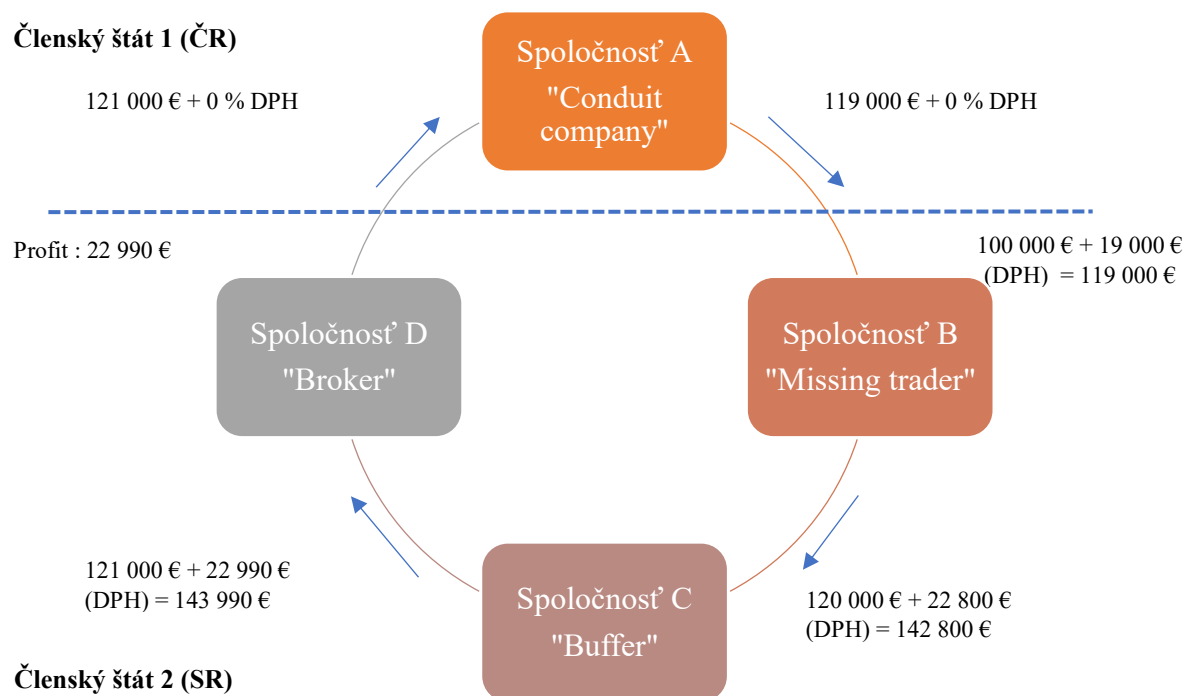 Členský štát 1 (ČR)
Spoločnosť A
"Conduit
company"
121 000 € + 0 % DPH
119 000 € + 0 % DPH
Profit : 22 990 €
100 000 € + 19 000 €
(DPH) = 119 000 €
Spoločnosť D
"Broker"
Spoločnosť B
"Missing trader"
121 000 € + 22 990 €
(DPH) = 143 990 €
Spoločnosť C
"Buffer"
120 000 € + 22 800 €
(DPH) = 142 800 €
Členský štát 2 (SR)